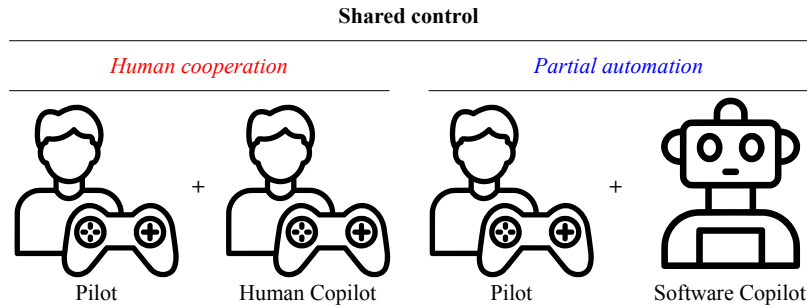 Shared control
Human cooperation Partial automation
+ +
Pilot Human Copilot Pilot Software Copilot